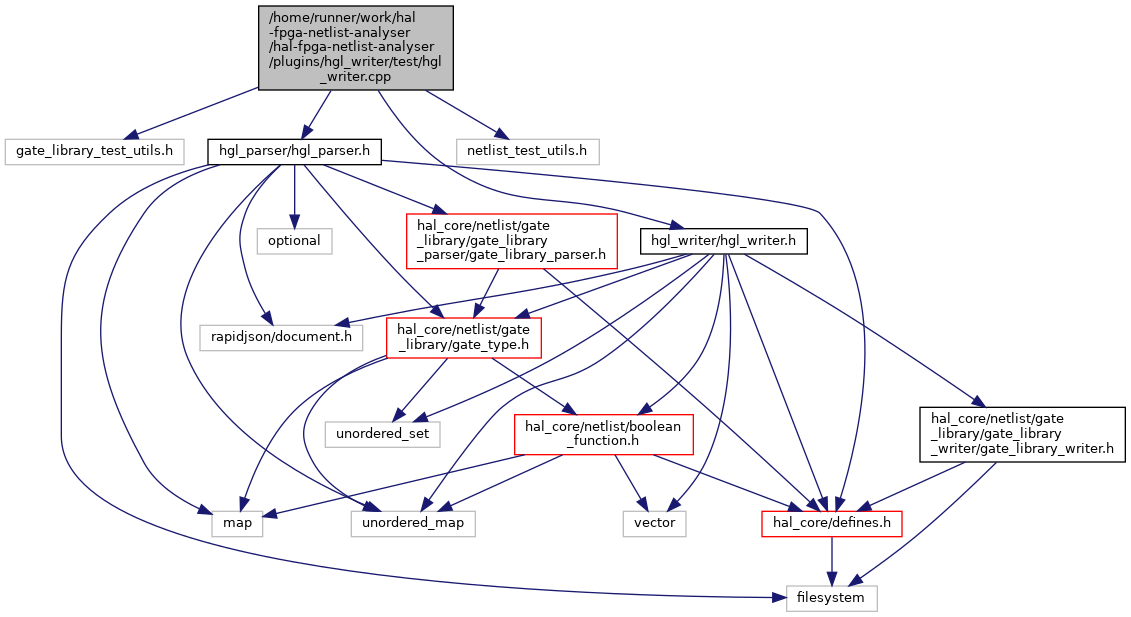 /home/runner/work/hal
-fpga-netlist-analyser
/hal-fpga-netlist-analyser
/plugins/hgl_writer/test/hgl
_writer.cpp
gate_library_test_utils.h
hgl_parser/hgl_parser.h
netlist_test_utils.h
optional
hal_core/netlist/gate
_library/gate_library
_parser/gate_library_parser.h
hgl_writer/hgl_writer.h
rapidjson/document.h
hal_core/netlist/gate
_library/gate_type.h
unordered_set
hal_core/netlist/boolean
_function.h
hal_core/netlist/gate
_library/gate_library
_writer/gate_library_writer.h
map
unordered_map
vector
hal_core/defines.h
filesystem